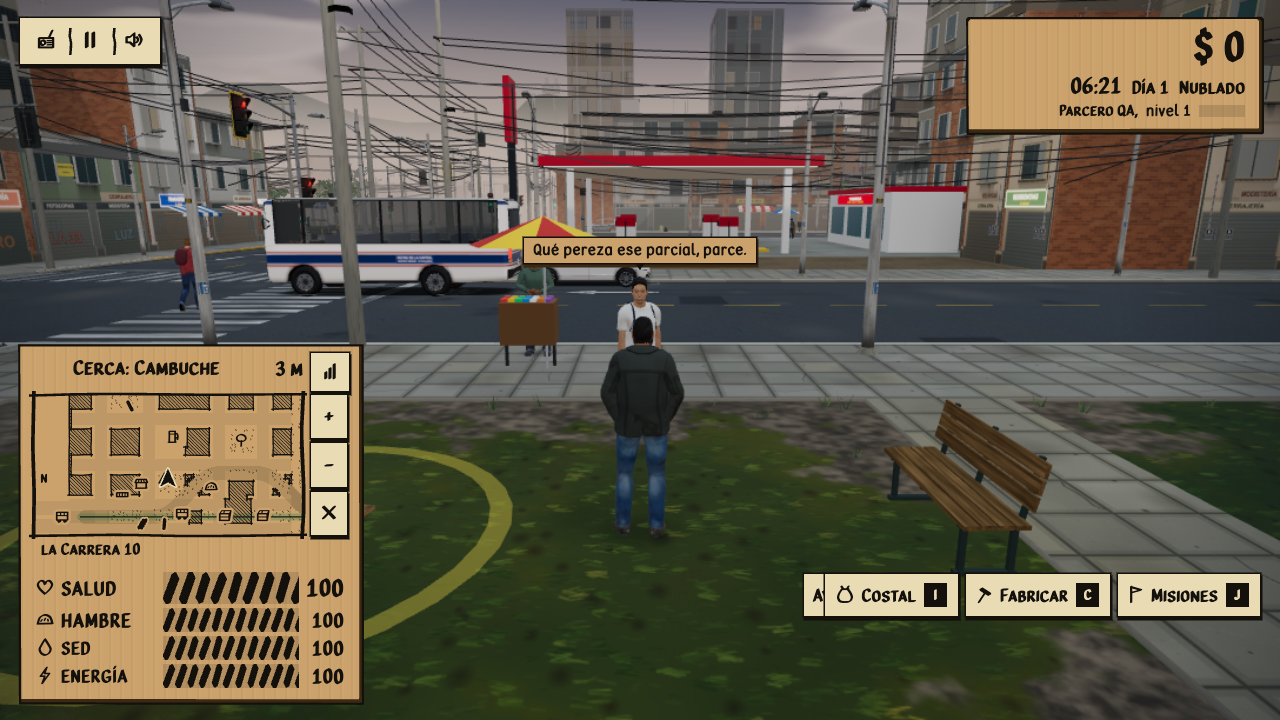 $ 0
06:21 DÍA 1 NUBLADO
PARCERO QA, nivel 1
Qué pereza ese parcial, parce.
CERCA: CAMBUCHE 3 M
+
N
-
LA CARRERA 10
SALUD 100
HAMBRE 100
SED 100
ENERGÍA 100
COSTAL I
FABRICAR C
MISIONES J